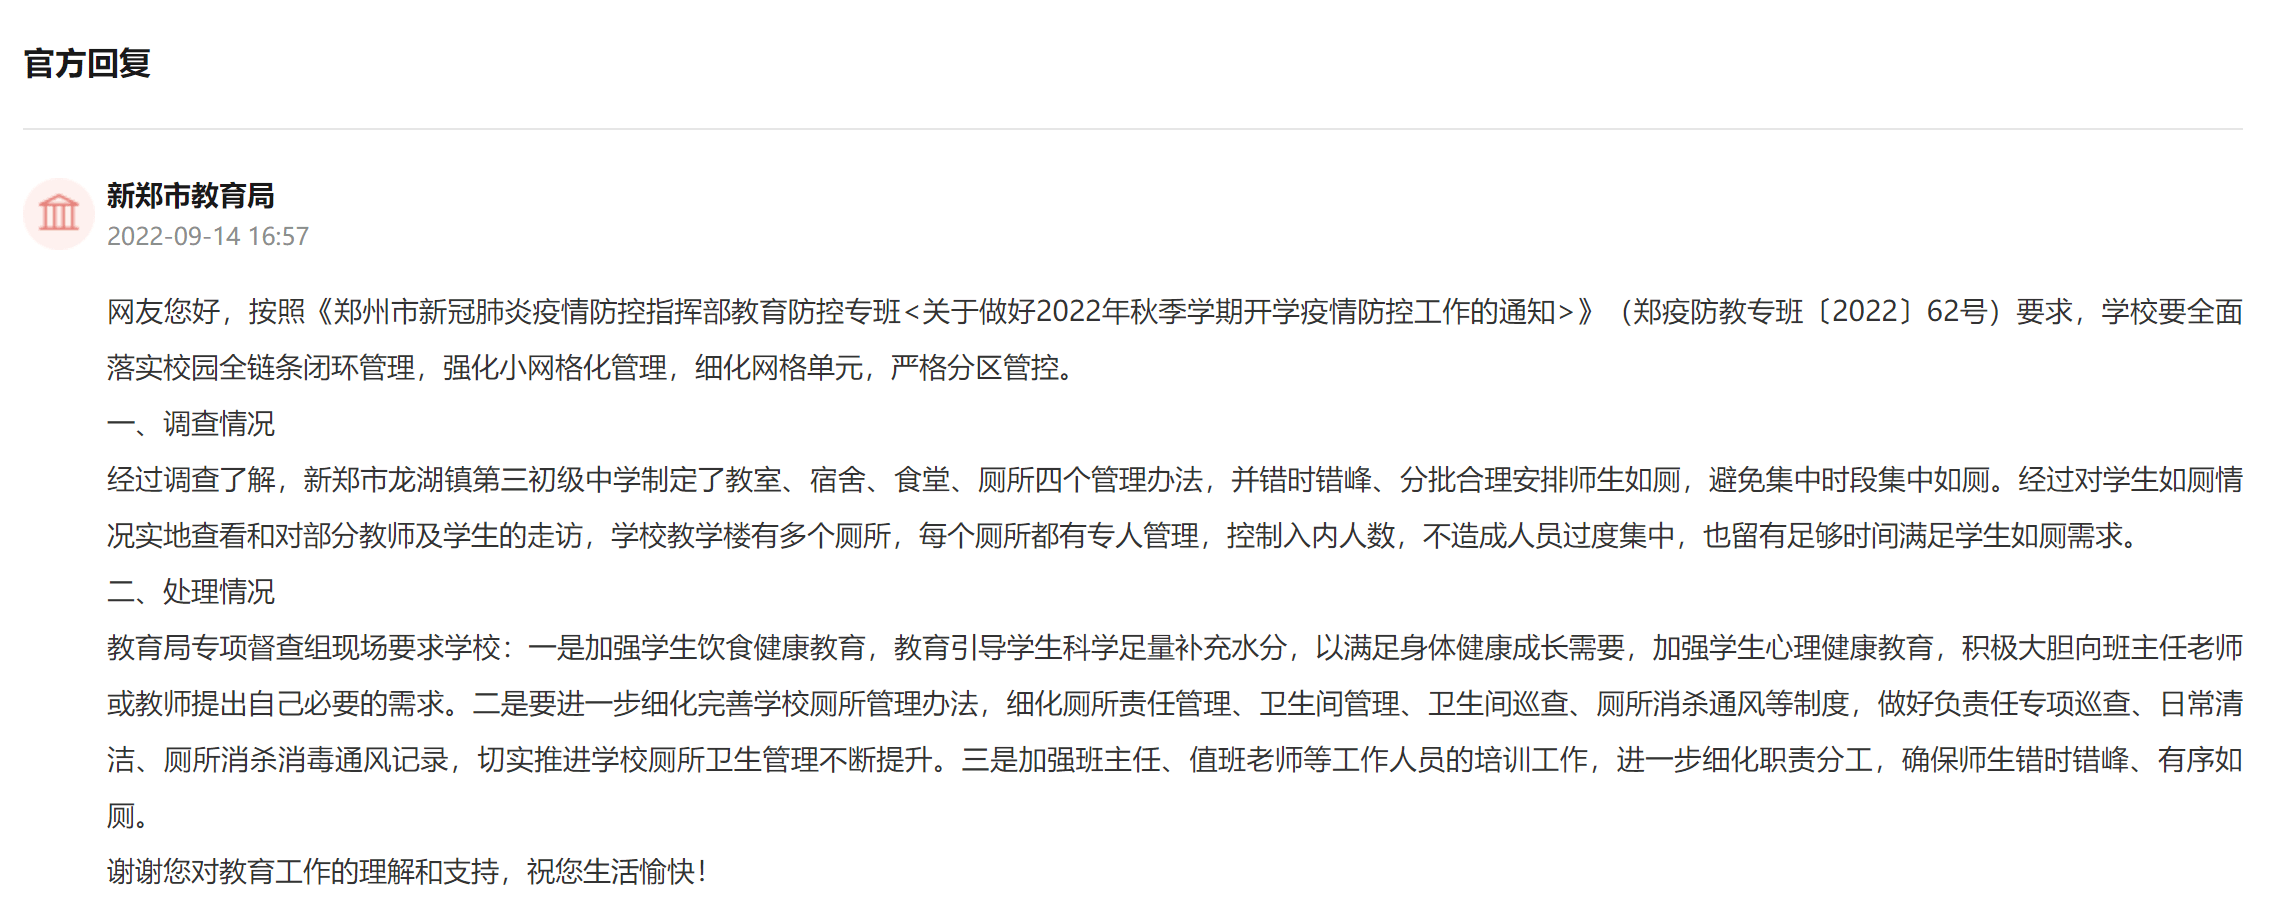 官方回复
新郑市教育局
2022-09-14 16:57
网友您好，按照《郑州市新冠肺炎疫情防控指挥部教育防控专班<关于做好2022年秋季学期开学疫情防控工作的通知>》（郑疫防教专班〔2022〕62号）要求，学校要全面
落实校园全链条闭环管理，强化小网格化管理，细化网格单元，严格分区管控。
一、调查情况
经过调查了解，新郑市龙湖镇第三初级中学制定了教室、宿舍、食堂、厕所四个管理办法，并错时错峰、分批合理安排师生如厕，避免集中时段集中如厕。经过对学生如厕情
况实地查看和对部分教师及学生的走访，学校教学楼有多个厕所，每个厕所都有专人管理，控制入内人数，不造成人员过度集中，也留有足够时间满足学生如厕需求。
二、处理情况
教育局专项督查组现场要求学校：一是加强学生饮食健康教育，教育引导学生科学足量补充水分，以满足身体健康成长需要，加强学生心理健康教育，积极大胆向班主任老师
或教师提出自己必要的需求。二是要进一步细化完善学校厕所管理办法，细化厕所责任管理、卫生间管理、卫生间巡查、厕所消杀通风等制度，做好负责任专项巡查、日常清
洁、厕所消杀消毒通风记录，切实推进学校厕所卫生管理不断提升。三是加强班主任、值班老师等工作人员的培训工作，进一步细化职责分工，确保师生错时错峰、有序如
厕。
谢谢您对教育工作的理解和支持，祝您生活愉快！